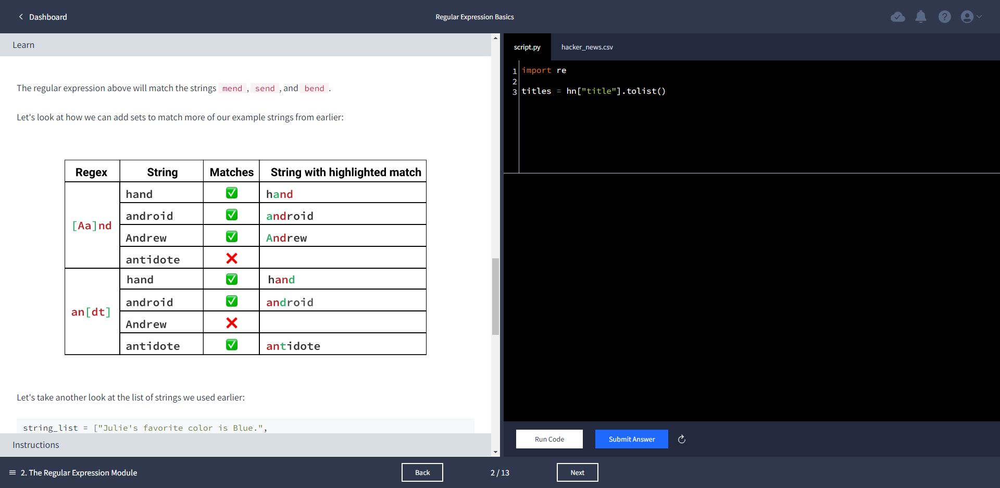 Dashboard
Regular Expression Basics
Learn
The regular expression above will match the strings mend , send , and bend .
Let's look at how we can add sets to match more of our example strings from earlier:
Regex String Matches String with highlighted match
[Aa]nd
hand hand
android android
Andrew Andrew
antidote
an[dt]
hand hand
android android
Andrew
antidote antidote
Let's take another look at the list of strings we used earlier:
string_list = ["Julie's favorite color is Blue.",
Instructions
script.py hacker_news.csv
1 import re
2
3 titles = hn["title"].tolist()
Run Code Submit Answer
2. The Regular Expression Module
Back 2 / 13 Next